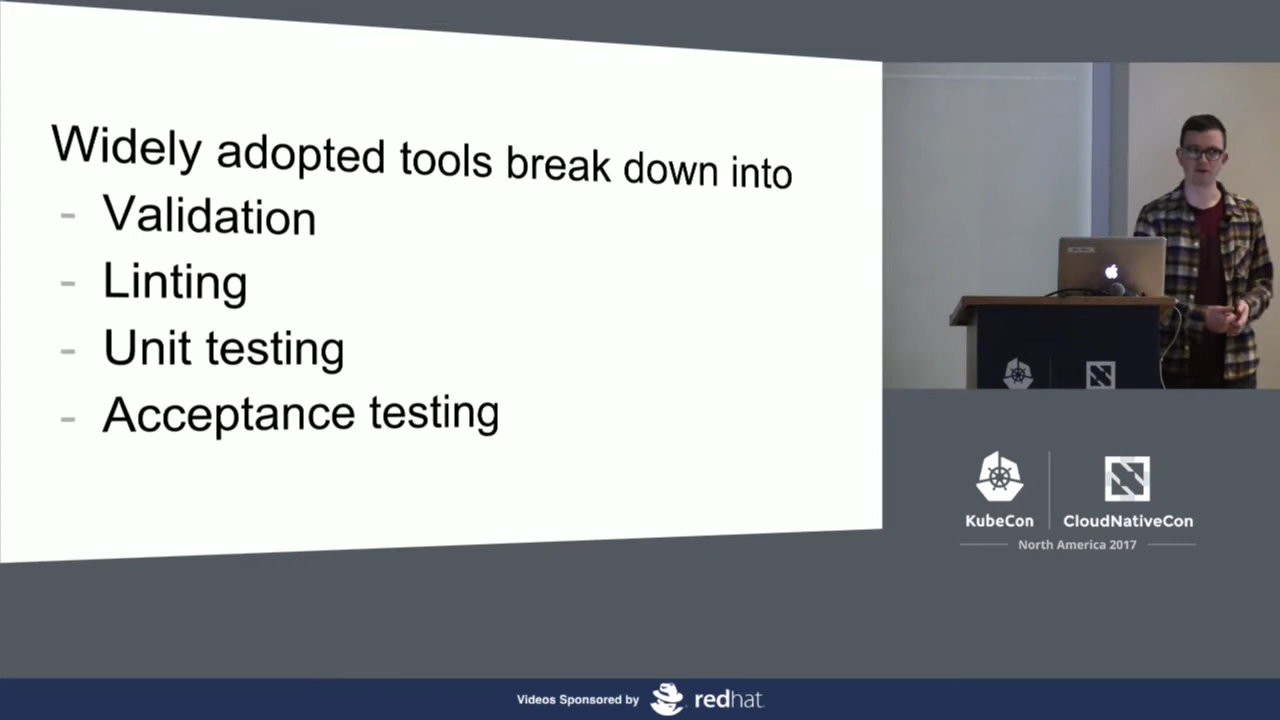 Widely adopted tools break down into
- Validation
- Linting
- Unit testing
- Acceptance testing
KubeCon
CloudNativeCon
North America 2017
Videos Sponsored by
redhat.